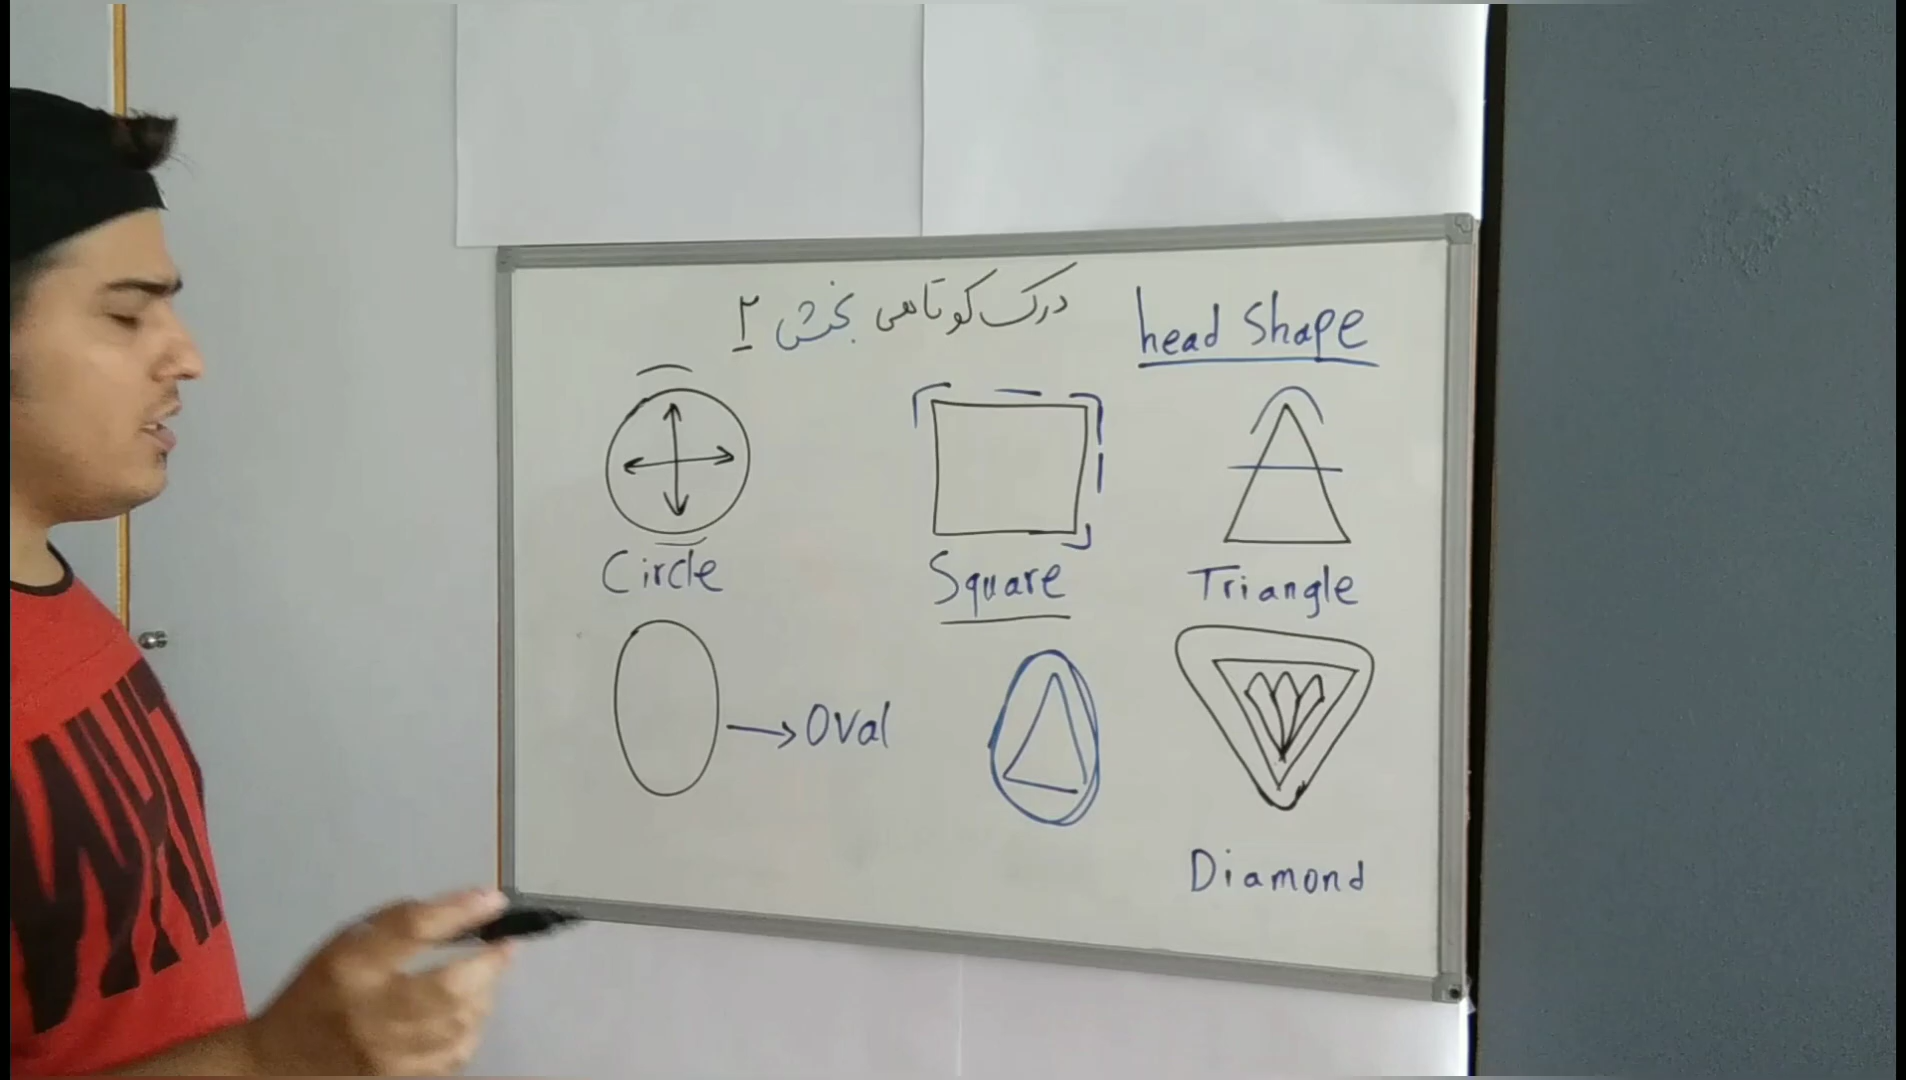 درک کوتاهی بخش ۲
head Shape
Circle
Square
Triangle
Oval
Diamond